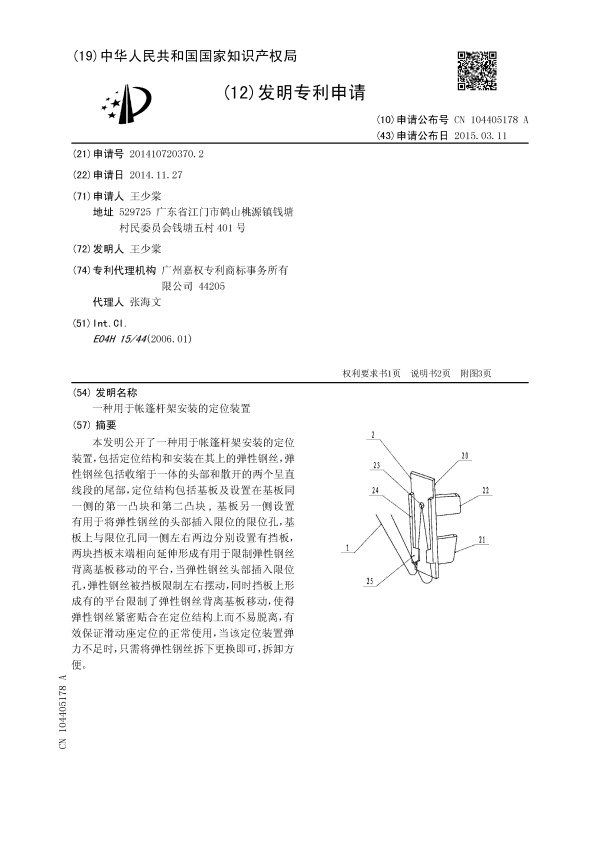 (19)中华人民共和国国家知识产权局
(12)发明专利申请
(10)申请公布号 CN 104405178 A
(43)申请公布日 2015.03.11
(21)申请号 201410720370.2
(22)申请日 2014.11.27
(71)申请人 王少棠
地址 529725 广东省江门市鹤山桃源镇钱塘
村民委员会钱塘五村 401 号
(72)发明人 王少棠
(74)专利代理机构 广州嘉权专利商标事务所有
限公司 44205
代理人 张海文
(51)Int.Cl.
E04H 15/44(2006.01)
权利要求书1页 说明书2页 附图3页
(54)发明名称
一种用于帐篷杆架安装的定位装置
(57)摘要
本发明公开了一种用于帐篷杆架安装的定位
装置,包括定位结构和安装在其上的弹性钢丝,弹
性钢丝包括收缩于一体的头部和散开的两个呈直
线段的尾部,定位结构包括基板及设置在基板同
一侧的第一凸块和第二凸块，基板另一侧设置
有用于将弹性钢丝的头部插入限位的限位孔,基
板上与限位孔同一侧左右两边分别设置有挡板,
两块挡板末端相向延伸形成有用于限制弹性钢丝
背离基板移动的平台,当弹性钢丝头部插入限位
孔,弹性钢丝被挡板限制左右摆动,同时挡板上形
成有的平台限制了弹性钢丝背离基板移动,使得
弹性钢丝紧密贴合在定位结构上而不易脱离,有
效保证滑动座定位的正常使用,当该定位装置弹
力不足时,只需将弹性钢丝拆下更换即可,拆卸方
便。
2
20
23
24
22
21
1
25
CN 104405178 A